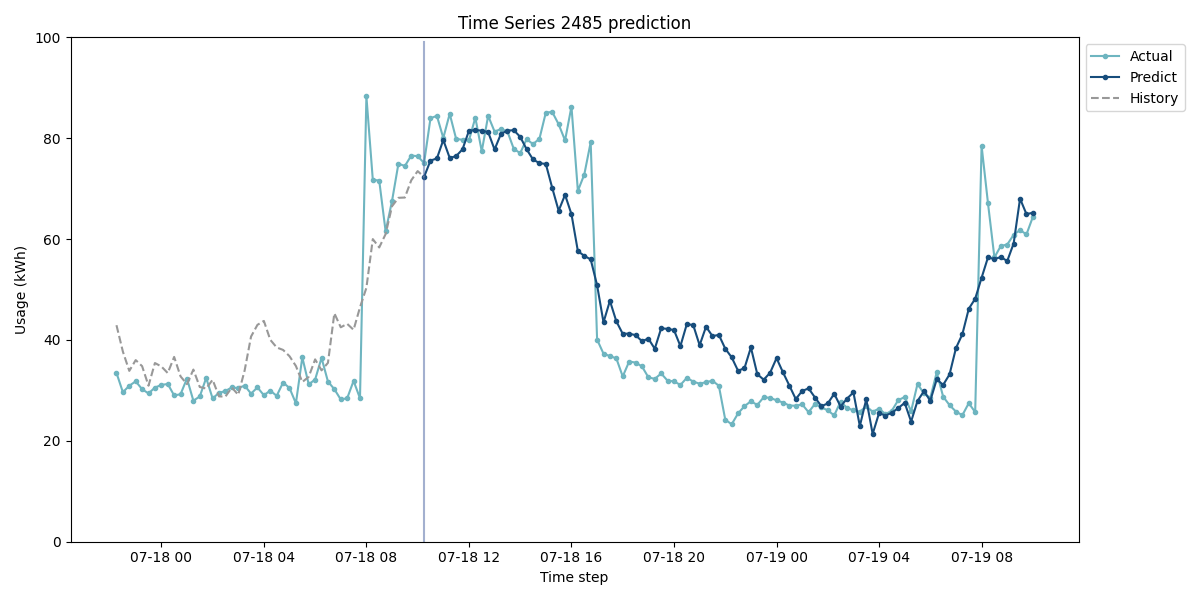 Time Series 2485 prediction
100
80
60
40
20
0
Usage (kWh)
07-18 00
07-18 04
07-18 08
07-18 12
07-18 16
07-18 20
07-19 00
07-19 04
07-19 08
Time step
Actual
Predict
History